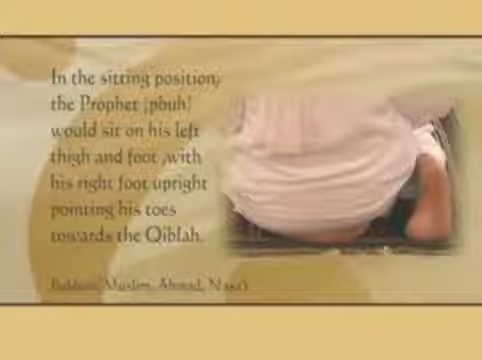 In the sitting position,
the Prophet (pbuh)
would sit on his left
thigh and foot ,with
his right foot upright
pointing his toes
towards the Qiblah.
Bukhari, Muslim, Ahmad, Nasa'i